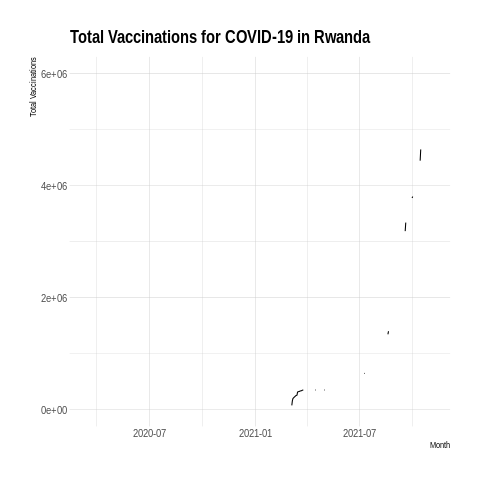 Total Vaccinations for COVID-19 in Rwanda
Total Vaccinations
6e+06
4e+06
2e+06
0e+00
2020-07
2021-01
2021-07
Month